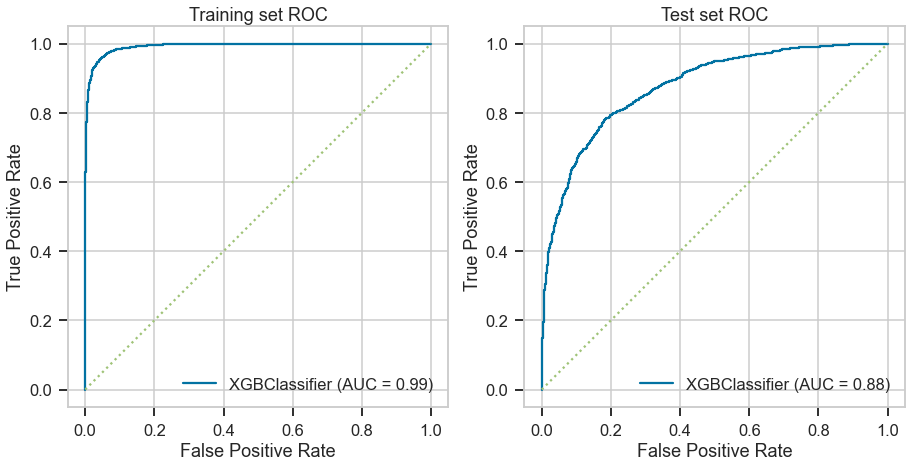 Training set ROC
True Positive Rate
1.0
0.8
0.6
0.4
0.2
0.0
XGBClassifier (AUC = 0.99)
0.0 0.2 0.4 0.6 0.8 1.0
False Positive Rate
Test set ROC
True Positive Rate
1.0
0.8
0.6
0.4
0.2
0.0
XGBClassifier (AUC = 0.88)
0.0 0.2 0.4 0.6 0.8 1.0
False Positive Rate